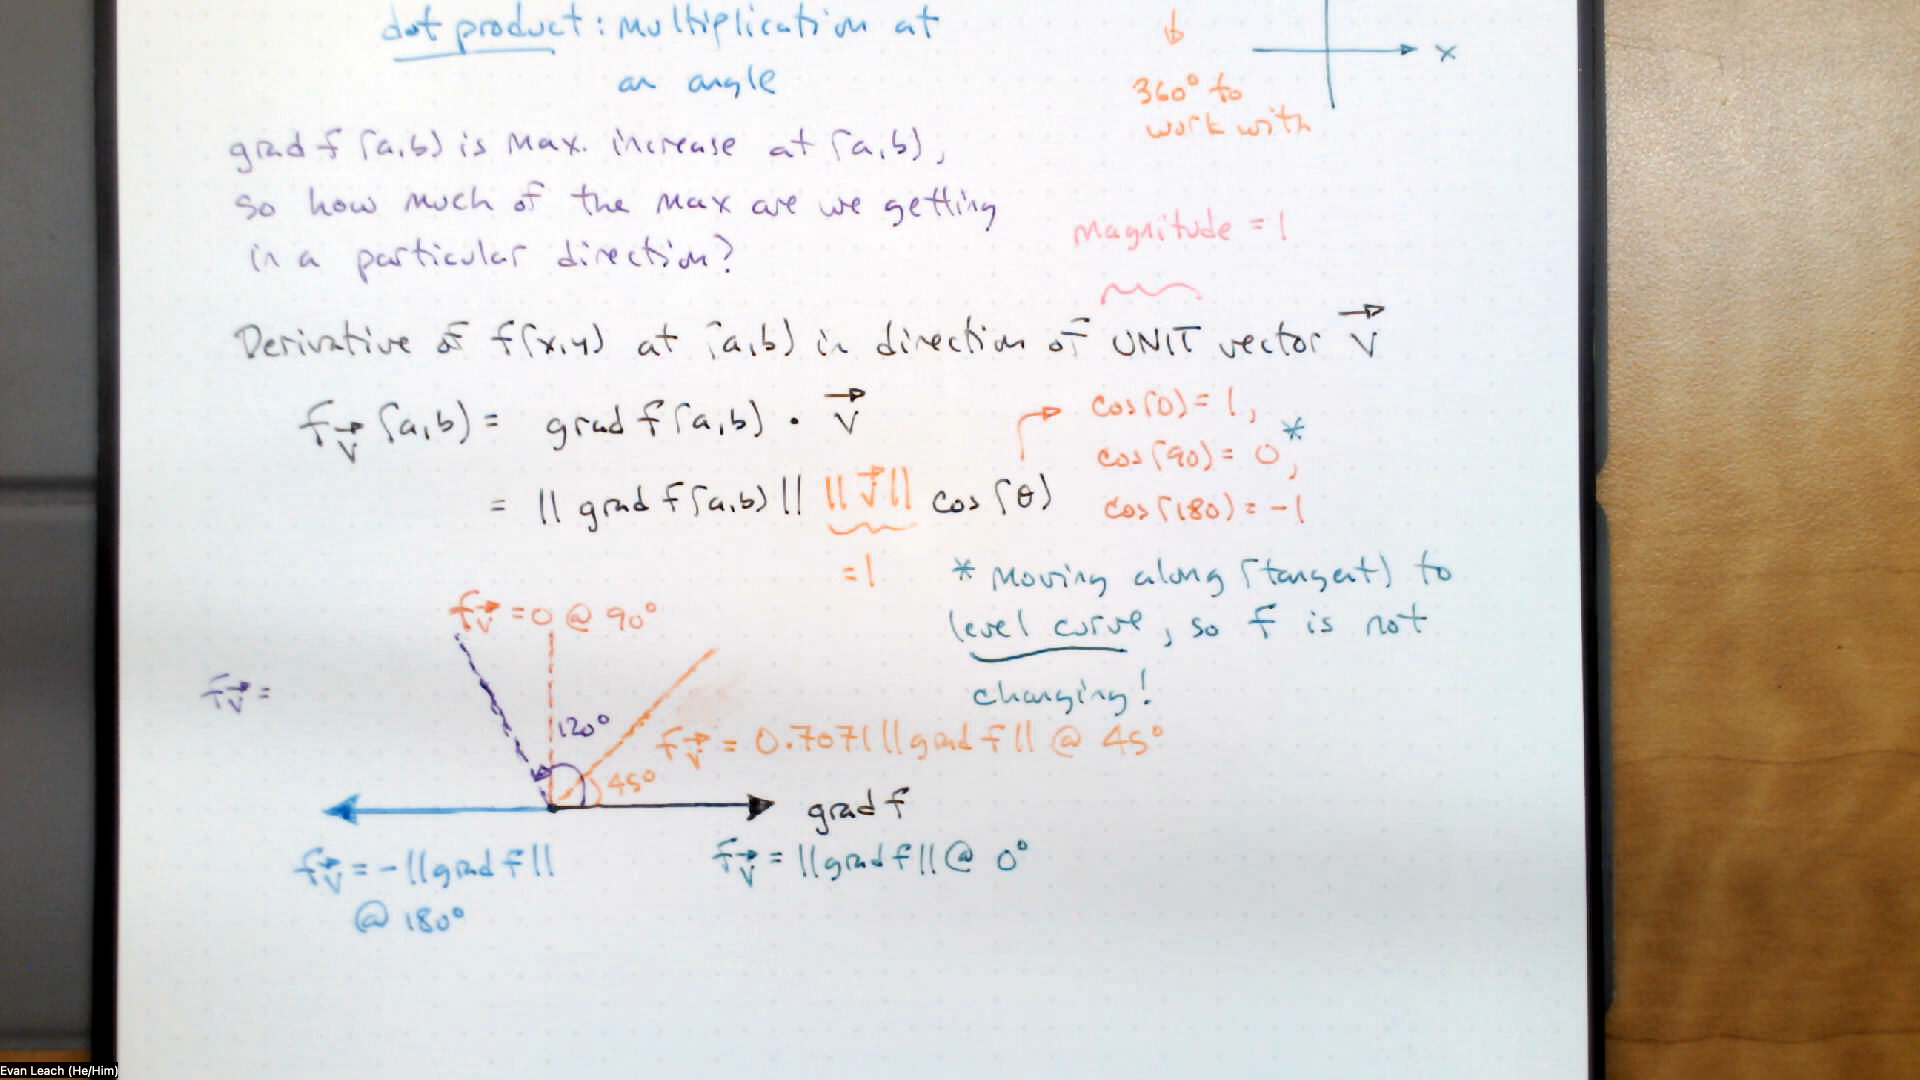 dot product: multiplication at
an angle
x
360° to
work with
grad f (a,b) is max. increase at (a,b),
so how much of the max are we getting
in a particular direction?
magnitude = 1
Derivative of f(x,y) at (a,b) in direction of UNIT vector v⃗
f_v⃗ (a,b) = grad f(a,b) · v⃗
= || grad f(a,b) || ||v⃗|| cos(θ)
= 1
cos(0) = 1,
cos(90) = 0*,
cos(180) = -1
* moving along (tangent) to
level curve, so f is not
changing!
f_v⃗ = 0 @ 90°
f_v⃗ =
120°
f_v⃗ = 0.7071 ||grad f|| @ 45°
45°
grad f
f_v⃗ = -||grad f||
@ 180°
f_v⃗ = ||grad f|| @ 0°
Evan Leach (He/Him)